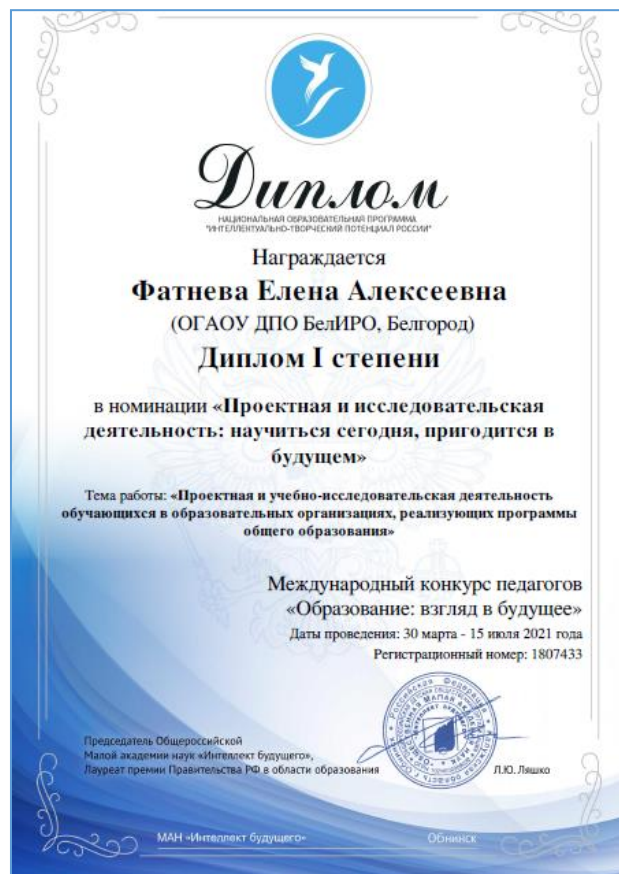 Диплом
НАЦИОНАЛЬНАЯ ОБРАЗОВАТЕЛЬНАЯ ПРОГРАММА
"ИНТЕЛЛЕКТУАЛЬНО-ТВОРЧЕСКИЙ ПОТЕНЦИАЛ РОССИИ"
Награждается
Фатнева Елена Алексеевна
(ОГАОУ ДПО БелИРО, Белгород)
Диплом I степени
в номинации «Проектная и исследовательская
деятельность: научиться сегодня, пригодится в
будущем»
Тема работы: «Проектная и учебно-исследовательская деятельность
обучающихся в образовательных организациях, реализующих программы
общего образования»
Международный конкурс педагогов
«Образование: взгляд в будущее»
Даты проведения: 30 марта - 15 июля 2021 года
Регистрационный номер: 1807433
Российская Федерация
Председатель Общероссийской
Малой академии наук «Интеллект будущего»,
Лауреат премии Правительства РФ в области образования
Л.Ю. Ляшко
МАН «Интеллект будущего»
Обнинск